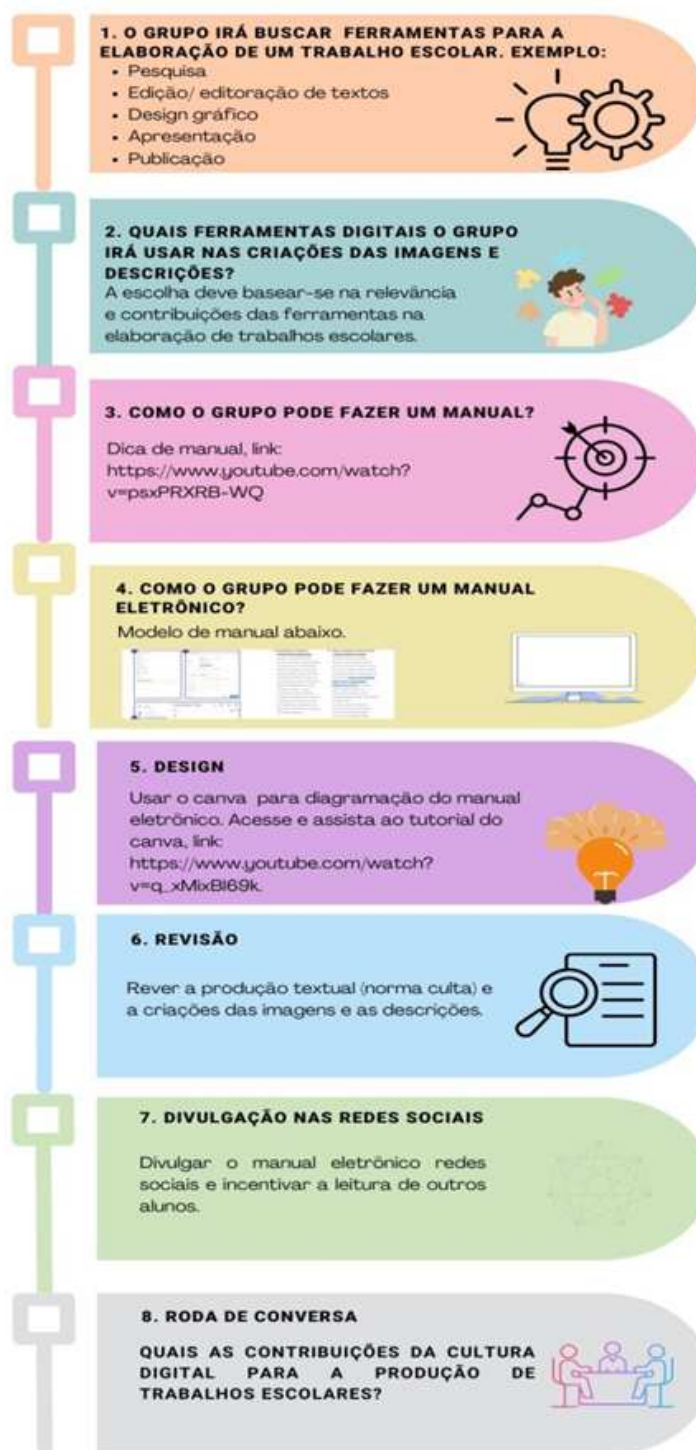 1. O GRUPO IRÁ BUSCAR FERRAMENTAS PARA A
ELABORAÇÃO DE UM TRABALHO ESCOLAR. EXEMPLO:
• Pesquisa
• Edição/ editoração de textos
• Design gráfico
• Apresentação
• Publicação
2. QUAIS FERRAMENTAS DIGITAIS O GRUPO
IRÁ USAR NAS CRIAÇÕES DAS IMAGENS E
DESCRIÇÕES?
A escolha deve basear-se na relevância
e contribuições das ferramentas na
elaboração de trabalhos escolares.
3. COMO O GRUPO PODE FAZER UM MANUAL?
Dica de manual, link:
https://www.youtube.com/watch?
v=psxPRXRB-WQ
4. COMO O GRUPO PODE FAZER UM MANUAL
ELETRÔNICO?
Modelo de manual abaixo.
5. DESIGN
Usar o canva para diagramação do manual
eletrônico. Acesse e assista ao tutorial do
canva, link:
https://www.youtube.com/watch?
v=q_xMixBl69k.
6. REVISÃO
Rever a produção textual (norma culta) e
a criações das imagens e as descrições.
7. DIVULGAÇÃO NAS REDES SOCIAIS
Divulgar o manual eletrônico redes
sociais e incentivar a leitura de outros
alunos.
8. RODA DE CONVERSA
QUAIS AS CONTRIBUIÇÕES DA CULTURA
DIGITAL PARA A PRODUÇÃO DE
TRABALHOS ESCOLARES?